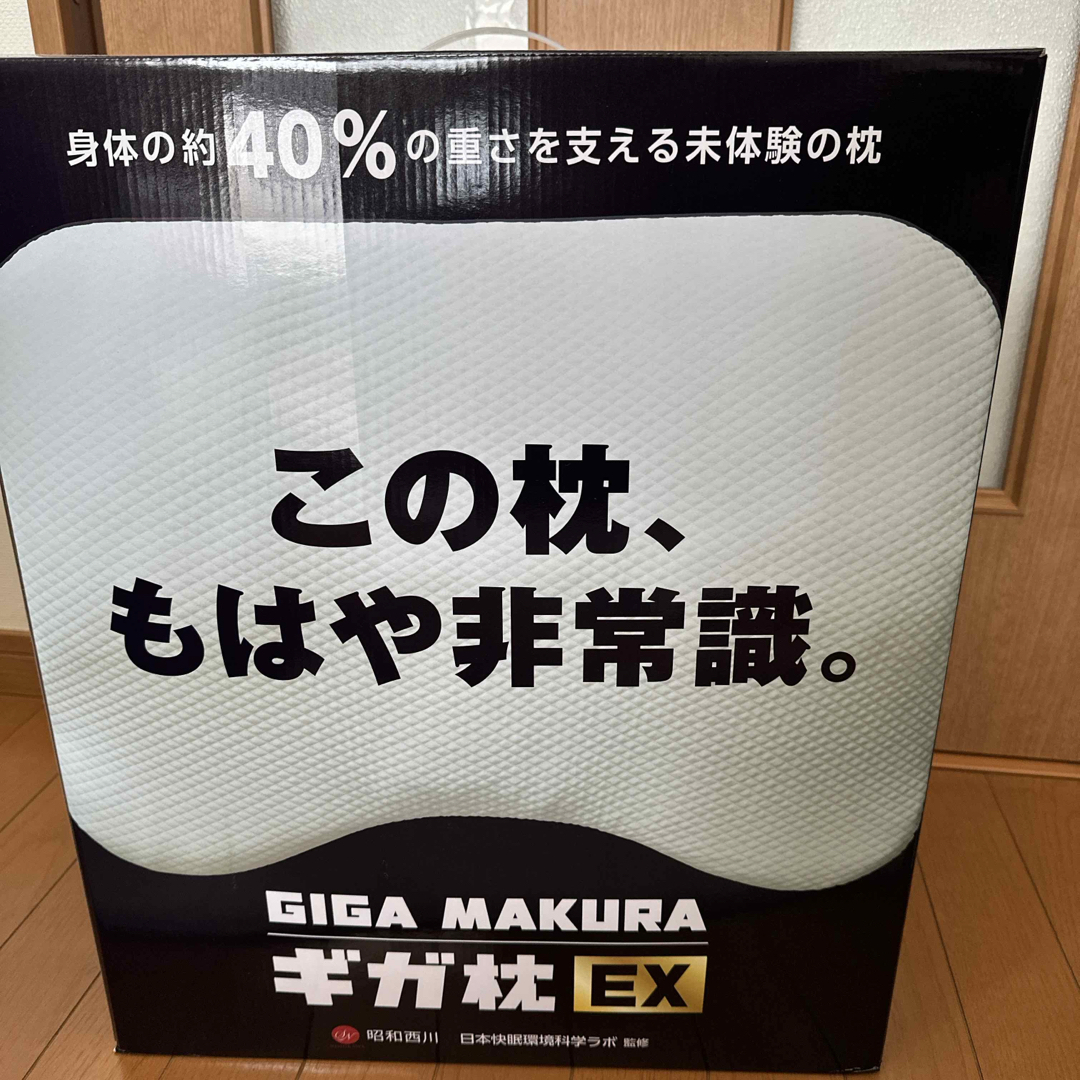 身体の約40%の重さを支える未体験の枕
この枕、
もはや非常識。
GIGA MAKURA
ギガ枕 EX
昭和西川 日本快眠環境科学ラボ 監修